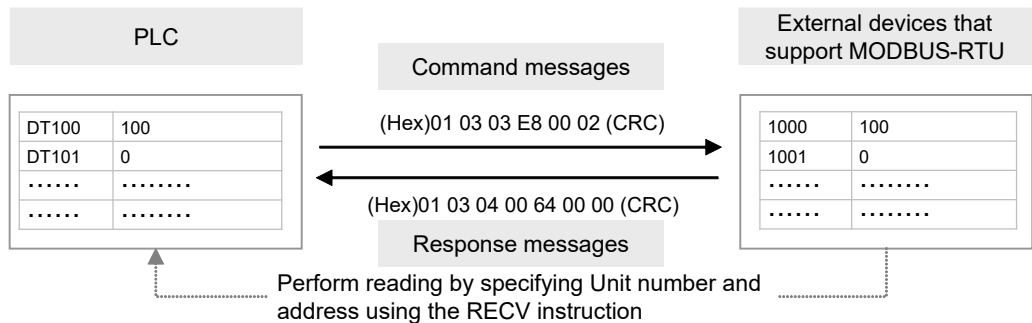 PLC
External devices that
support MODBUS-RTU
Command messages
(Hex)01 03 03 E8 00 02 (CRC)
DT100 100
DT101 0
...... ........
...... ........
1000 100
1001 0
...... ........
...... ........
(Hex)01 03 04 00 64 00 00 (CRC)
Response messages
Perform reading by specifying Unit number and
address using the RECV instruction